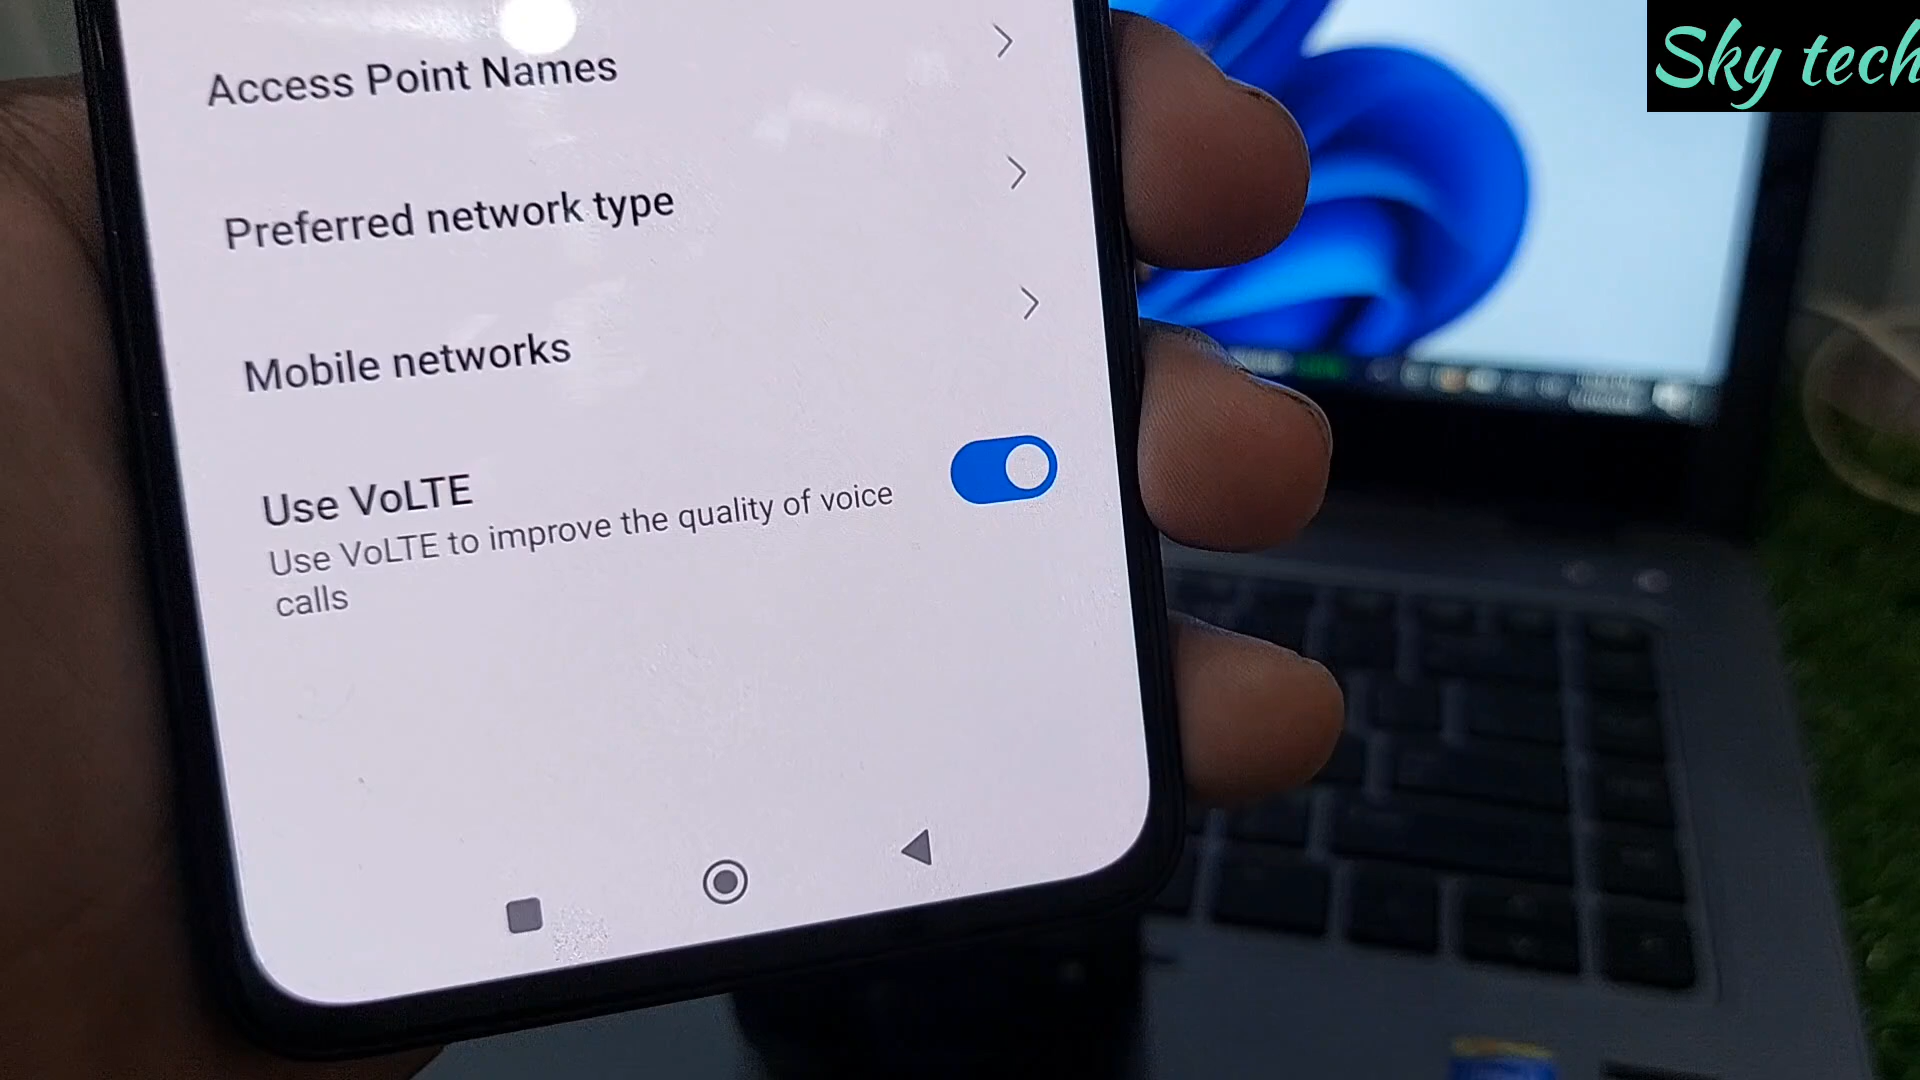 Sky tech
Access Point Names
Preferred network type
Mobile networks
Use VoLTE
Use VoLTE to improve the quality of voice
calls